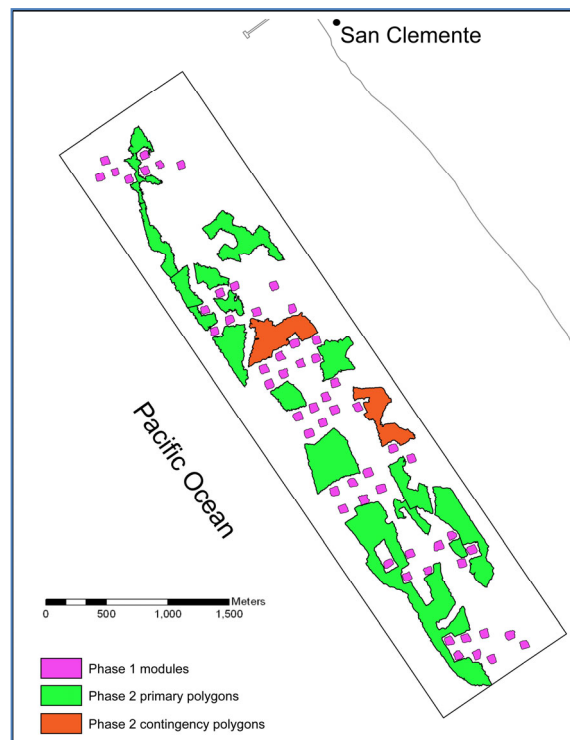 San Clemente
Pacific Ocean
Meters
0 500 1,000 1,500
Phase 1 modules
Phase 2 primary polygons
Phase 2 contingency polygons